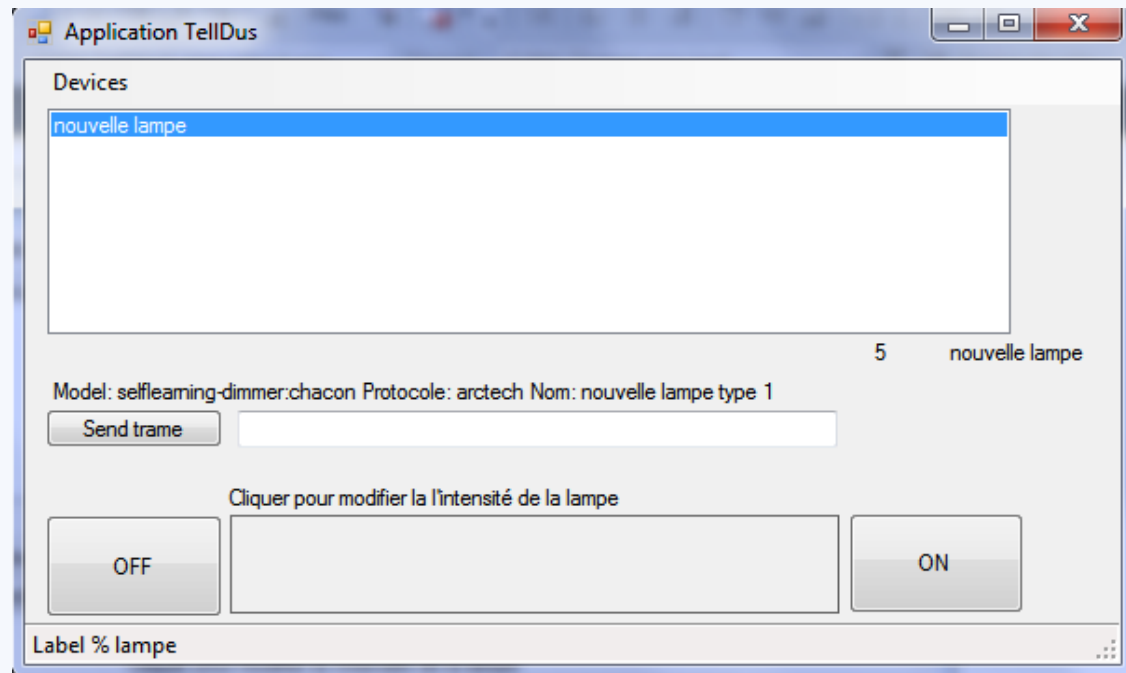 Application TellDus
Devices
nouvelle lampe
5 nouvelle lampe
Model: selflearning-dimmer:chacon Protocole: arctech Nom: nouvelle lampe type 1
Send trame
Cliquer pour modifier la l'intensité de la lampe
OFF
ON
Label % lampe